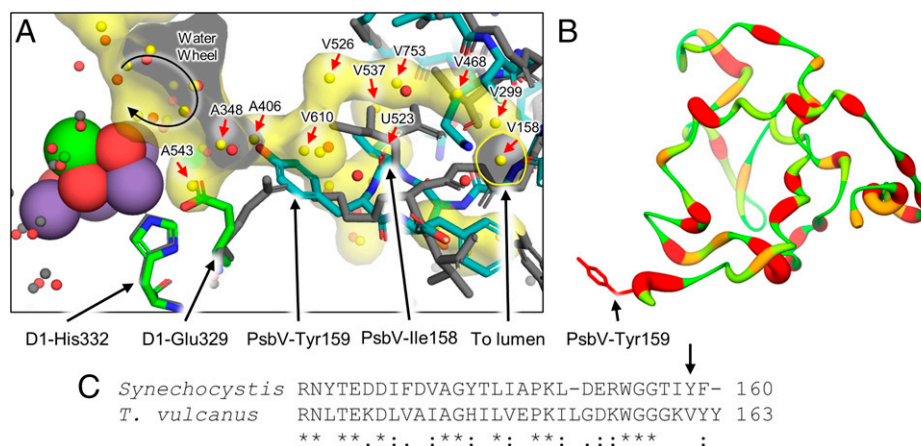 A
B
Water
Wheel
V526
V753
V537
V468
A348
A406
V299
V610
U523
V158
A543
D1-His332
D1-Glu329
PsbV-Tyr159
PsbV-Ile158
To lumen
PsbV-Tyr159
C
Synechocystis RNYTEDDIFDVAGYTLIAPKL-DERWGGTIYF- 160
T. vulcanus RNLTEKDLVAIAGHILVEPKILGDKWGGGKVYY 163
** **.*:. :**: *: **: .::*** :